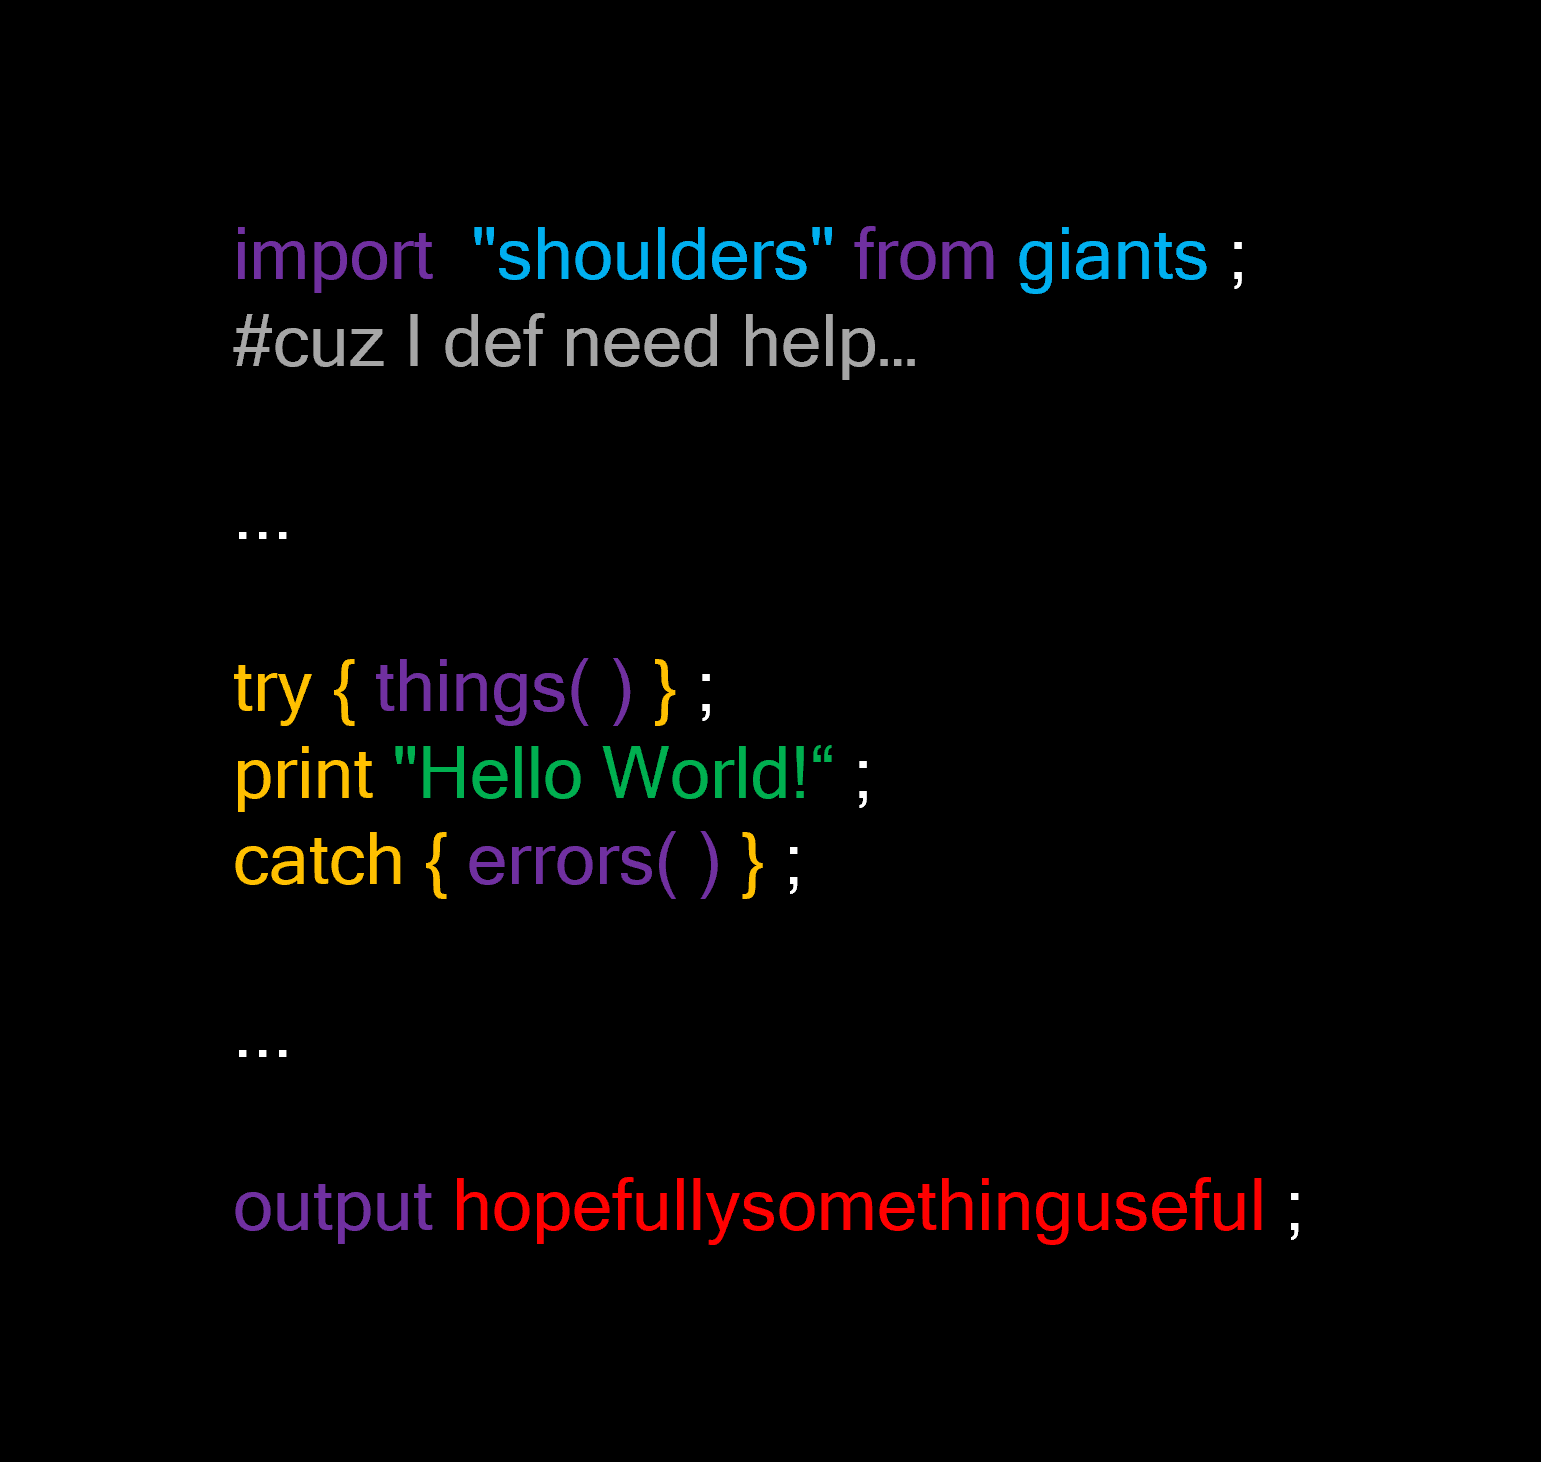 import  "shoulders" from giants ;
#cuz I def need help…
...
try { things( ) } ;
print "Hello World!“ ;
catch { errors( ) } ;
...
output hopefullysomethinguseful ;